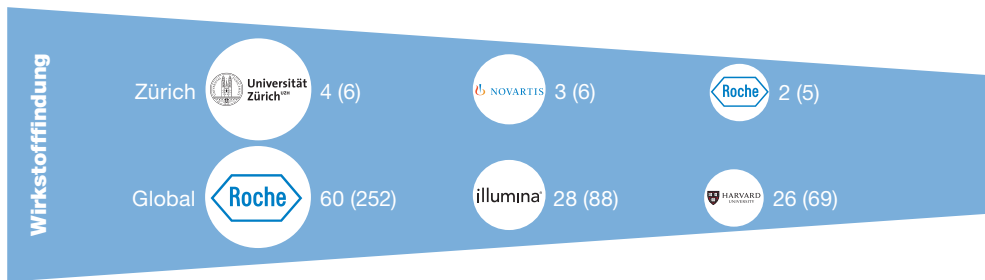 Wirkstofffindung
Zürich
Universität
Zürich UZH
4 (6)
NOVARTIS
3 (6)
Roche
2 (5)
Global
Roche
60 (252)
illumina®
28 (88)
HARVARD
UNIVERSITY
26 (69)